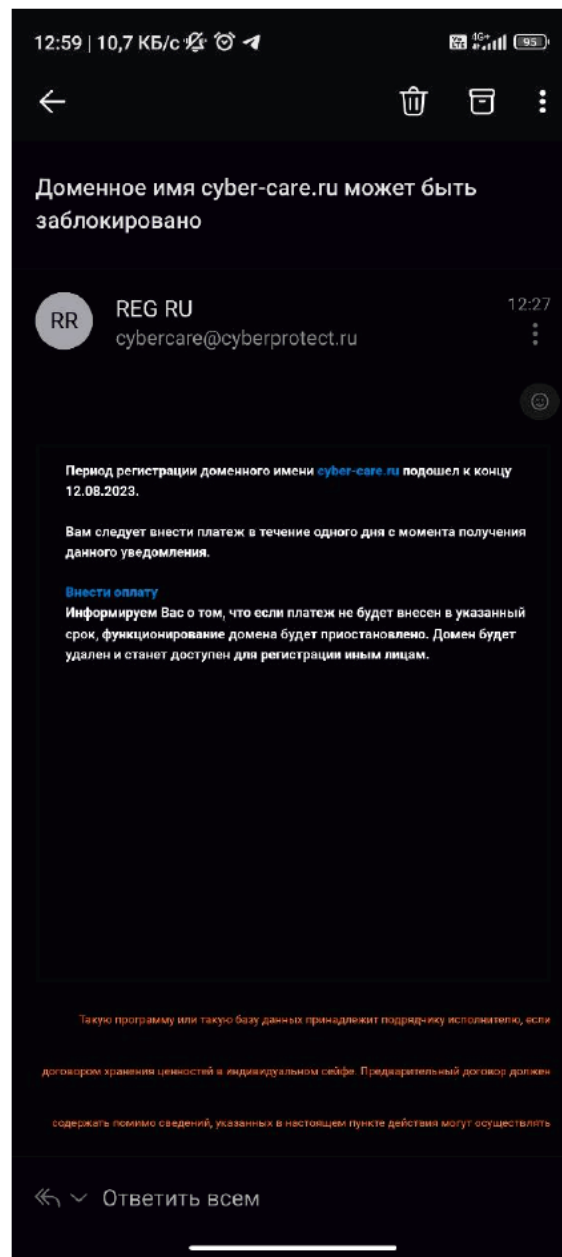 12:59 | 10,7 КБ/с
4G+
95
Доменное имя cyber-care.ru может быть
заблокировано
RR
REG RU
12:27
cybercare@cyberprotect.ru
Период регистрации доменного имени cyber-care.ru подошел к концу
12.08.2023.
Вам следует внести платеж в течение одного дня с момента получения
данного уведомления.
Внести оплату
Информируем Вас о том, что если платеж не будет внесен в указанный
срок, функционирование домена будет приостановлено. Домен будет
удален и станет доступен для регистрации иным лицам.
Такую программу или такую базу данных принадлежит подрядчику исполнителю, если
договором хранения ценностей в индивидуальном сейфе. Предварительный договор должен
содержать помимо сведений, указанных в настоящем пункте действия могут осуществлять
Ответить всем